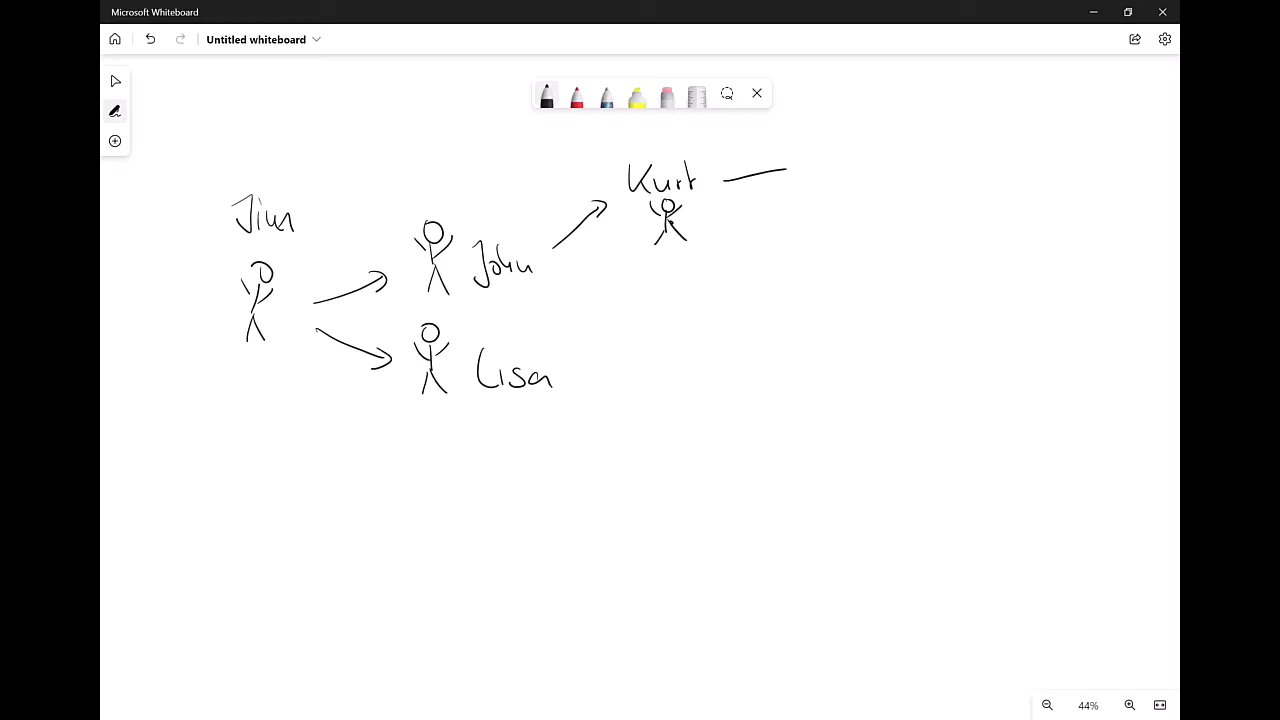 Microsoft Whiteboard
Untitled whiteboard
Kurt
Jim
John
Lisa
44%